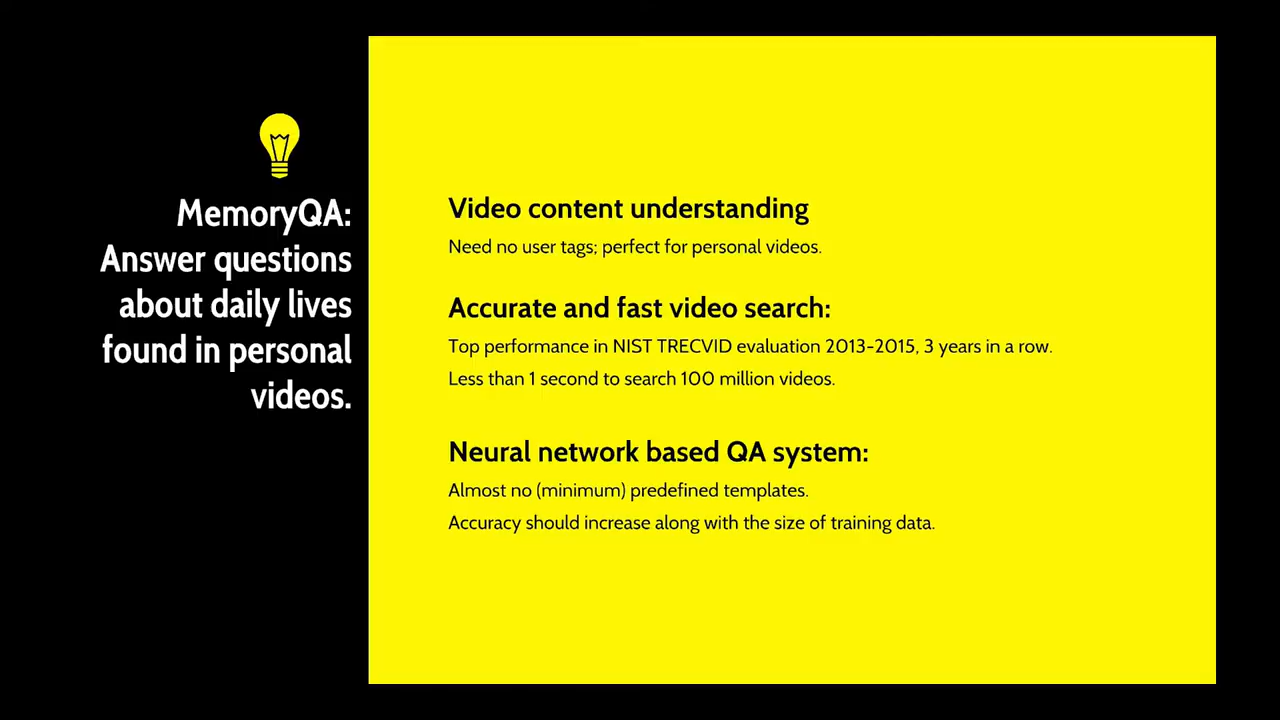 MemoryQA:
Answer questions
about daily lives
found in personal
videos.
Video content understanding
Need no user tags; perfect for personal videos.
Accurate and fast video search:
Top performance in NIST TRECVID evaluation 2013-2015, 3 years in a row.
Less than 1 second to search 100 million videos.
Neural network based QA system:
Almost no (minimum) predefined templates.
Accuracy should increase along with the size of training data.